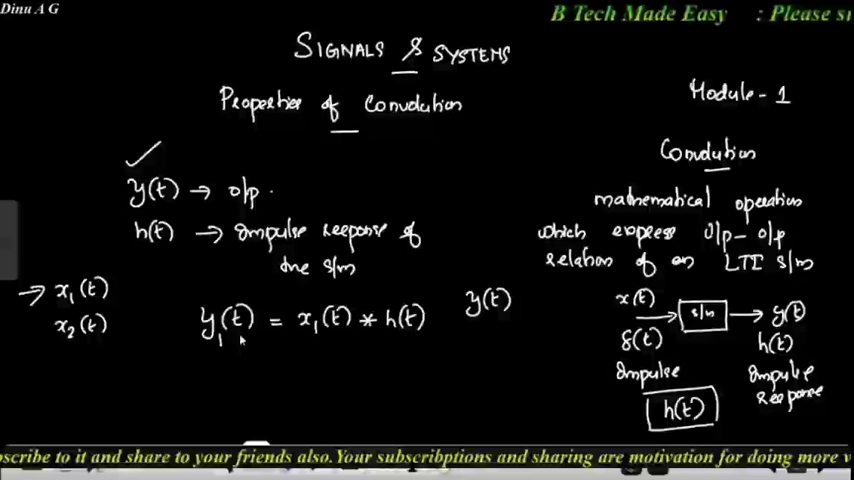 Dinu A G
B Tech Made Easy : Please su
SIGNALS & SYSTEMS
Properties of Convolution
Module - 1
y(t) → o/p .
h(t) → Impulse Response of
the s/m
x₁(t)
x₂(t)
y₁(t) = x₁(t) * h(t)
y(t)
Convolution
mathematical operation
which express i/p - o/p
relation of an LTI s/m
x(t) → s/m → y(t)
δ(t) h(t)
Impulse Impulse
response
h(t)
scribe to it and share to your friends also.Your subscribptions and sharing are motivation for doing more v